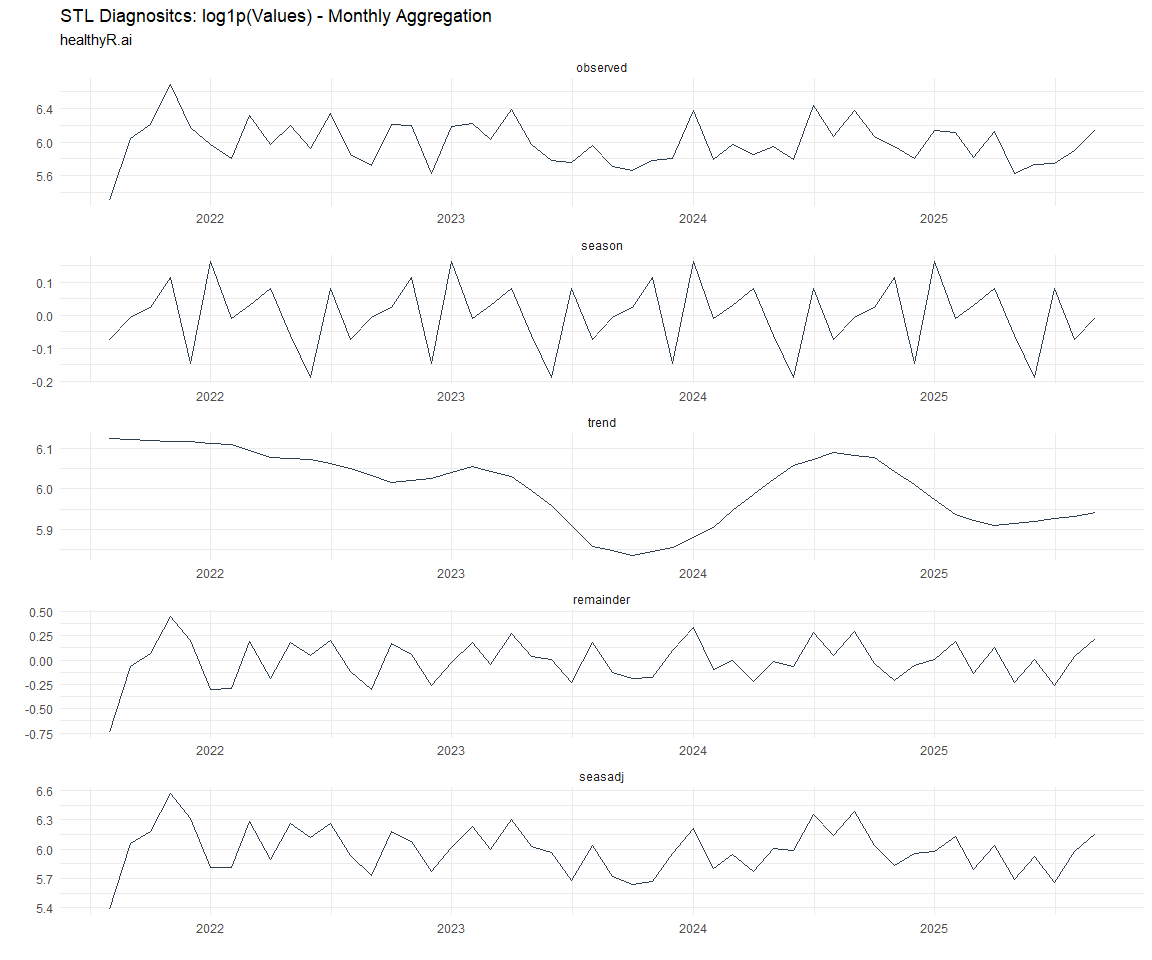 STL Diagnositcs: log1p(Values) - Monthly Aggregation
healthyR.ai
observed
6.4
6.0
5.6
2022 2023 2024 2025
season
0.1
0.0
-0.1
-0.2
2022 2023 2024 2025
trend
6.1
6.0
5.9
2022 2023 2024 2025
remainder
0.50
0.25
0.00
-0.25
-0.50
-0.75
2022 2023 2024 2025
seasadj
6.6
6.3
6.0
5.7
5.4
2022 2023 2024 2025